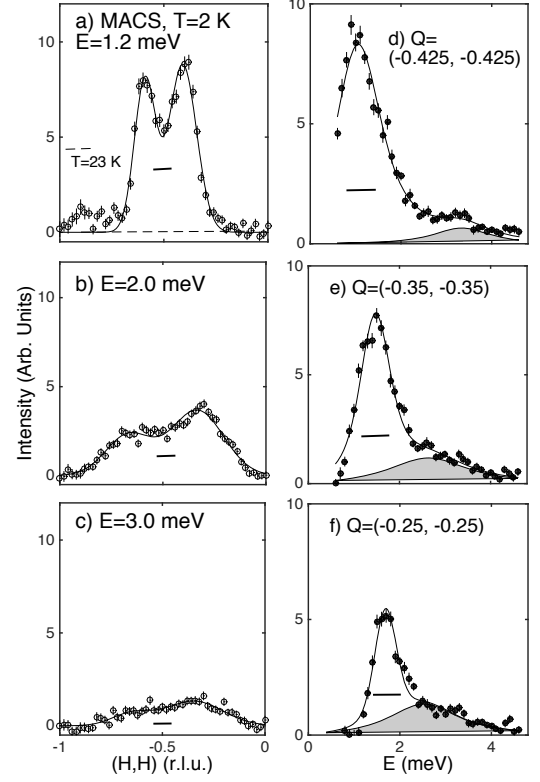 a) MACS, T=2 K
E=1.2 meV
10
5
0
T=23 K
b) E=2.0 meV
10
5
0
c) E=3.0 meV
10
5
0
-1
-0.5
0
(H,H) (r.l.u.)
Intensity (Arb. Units)
d) Q=
(-0.425, -0.425)
10
5
0
e) Q=(-0.35, -0.35)
10
5
0
f) Q=(-0.25, -0.25)
10
5
0
0
2
4
E (meV)